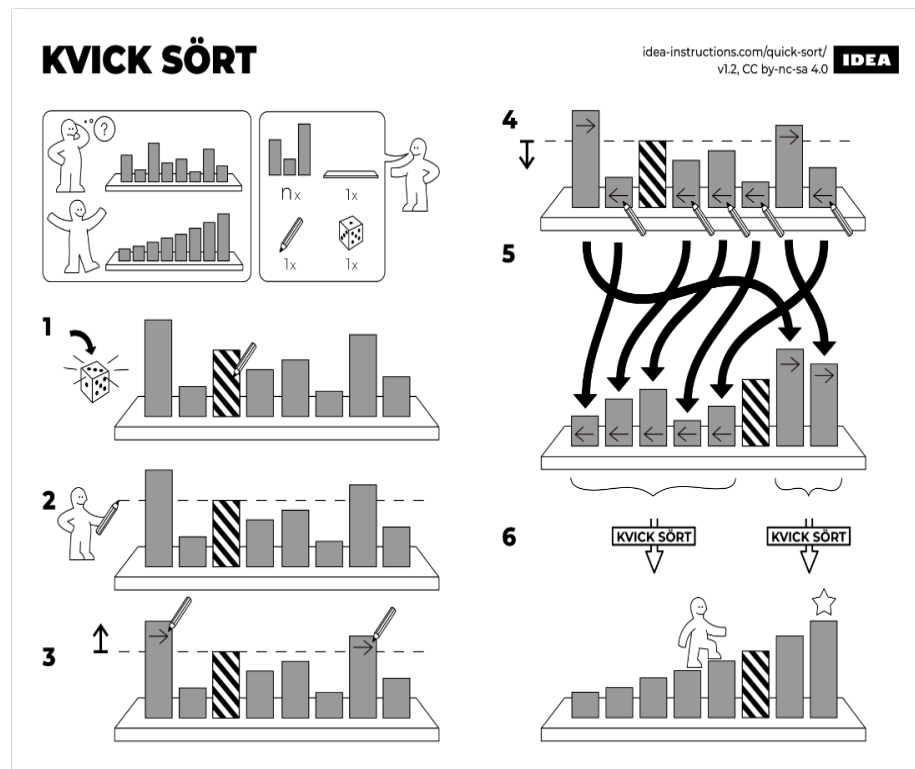 KVICK SÖRT
idea-instructions.com/quick-sort/
v1.2, CC by-nc-sa 4.0
IDEA
?
nx
1x
1x
1x
1
2
3
4
5
6
KVICK SÖRT
KVICK SÖRT